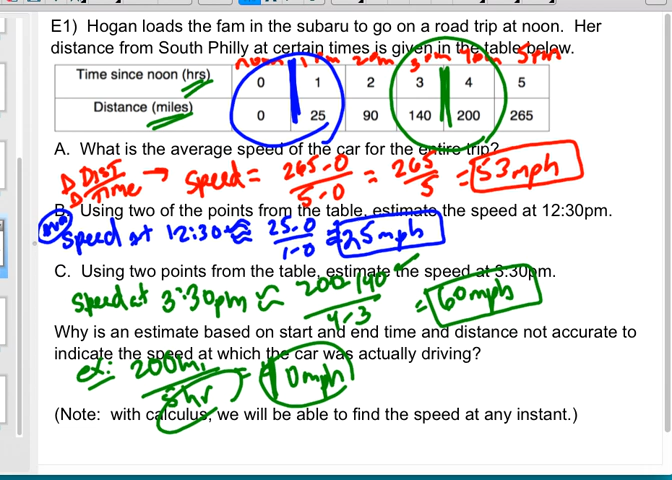 E1) Hogan loads the fam in the subaru to go on a road trip at noon. Her
distance from South Philly at certain times is given in the table below.
noon 1pm 2pm 3pm 4pm 5pm
Time since noon (hrs) 0 1 2 3 4 5
Distance (miles) 0 25 90 140 200 265
A. What is the average speed of the car for the entire trip?
Δ DIST / Δ TIME → Speed = 265-0 / 5-0 = 265 / 5 = 53 mph
B. Using two of the points from the table, estimate the speed at 12:30pm.
Speed at 12:30 ≈ 25-0 / 1-0 = 25 mph
C. Using two points from the table, estimate the speed at 3:30pm.
Speed at 3:30pm ≈ 200-140 / 4-3 = 60 mph
Why is an estimate based on start and end time and distance not accurate to
indicate the speed at which the car was actually driving?
ex: 200mi / hr = 0mph
(Note: with calculus, we will be able to find the speed at any instant.)